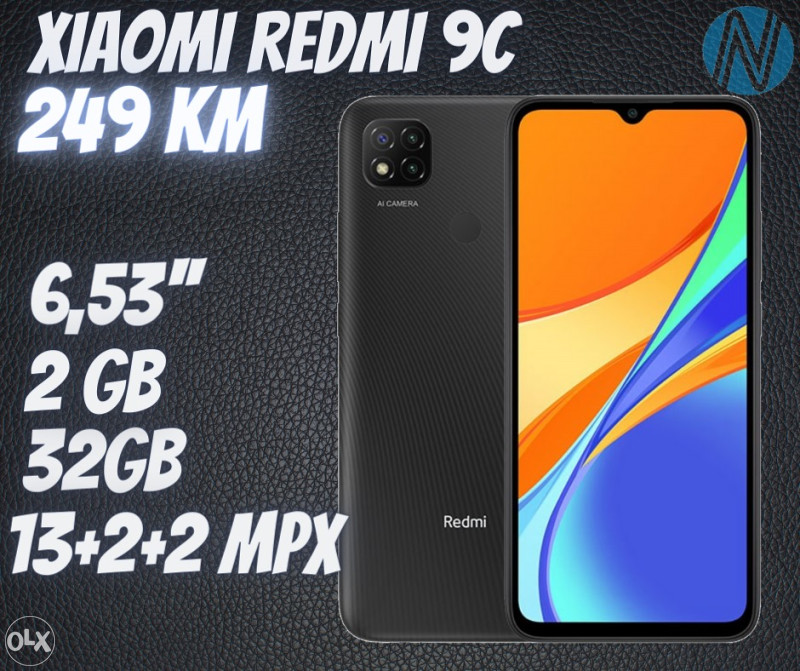 XIAOMI REDMI 9C
249 KM
6,53"
2 GB
32GB
13+2+2 MPX
AI CAMERA
Redmi
N
OLX